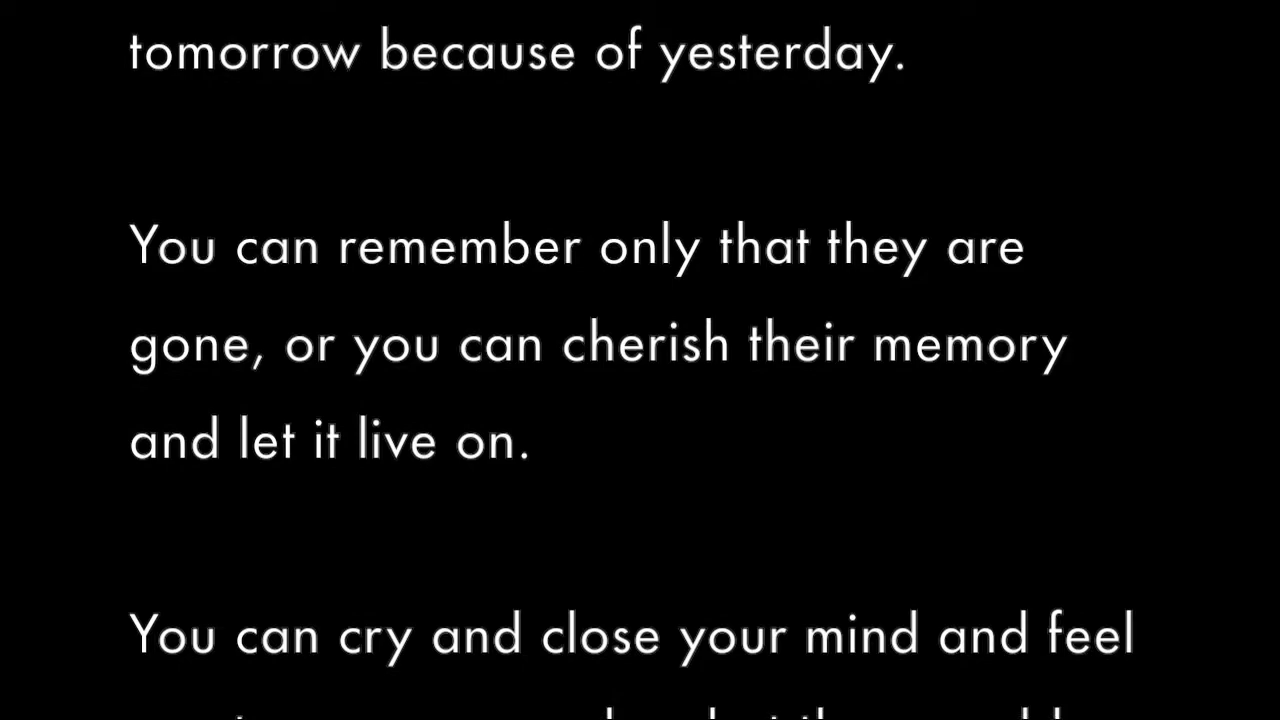 tomorrow because of yesterday.
You can remember only that they are
gone, or you can cherish their memory
and let it live on.
You can cry and close your mind and feel